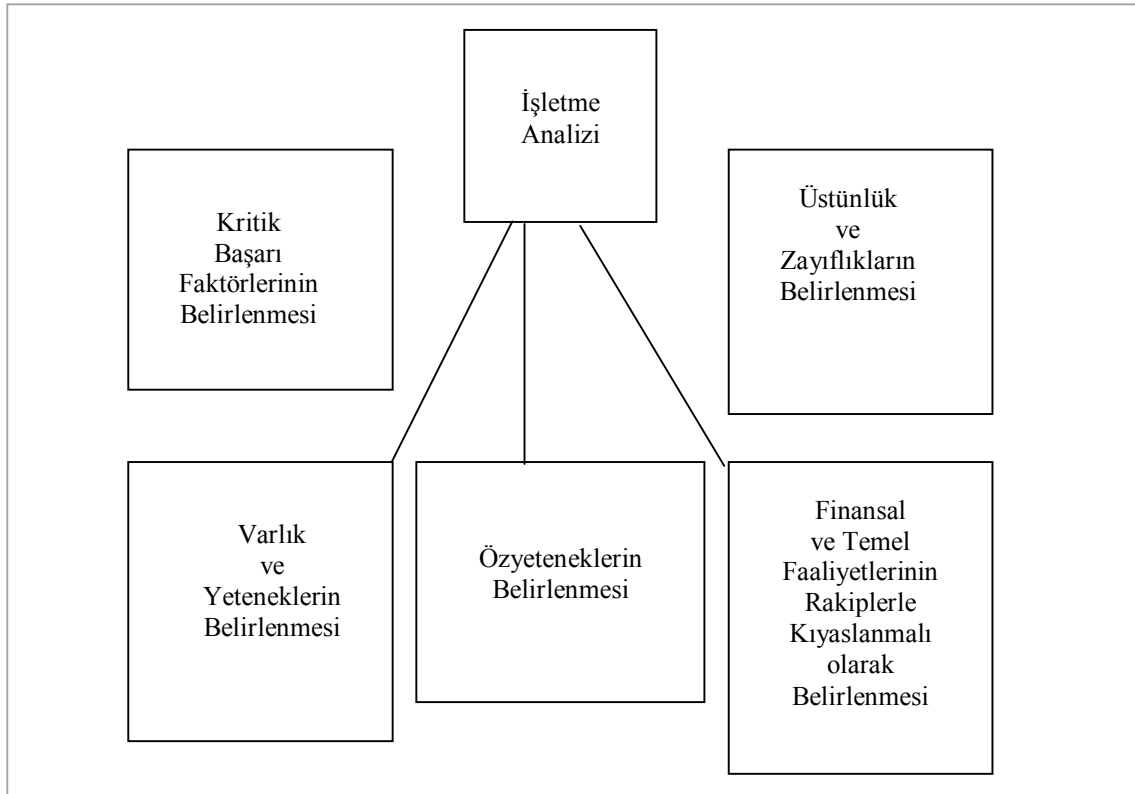 İşletme
Analizi
Kritik
Başarı
Faktörlerinin
Belirlenmesi
Üstünlük
ve
Zayıflıkların
Belirlenmesi
Varlık
ve
Yeteneklerin
Belirlenmesi
Özyeteneklerin
Belirlenmesi
Finansal
ve Temel
Faaliyetlerinin
Rakiplerle
Kıyaslanmalı
olarak
Belirlenmesi